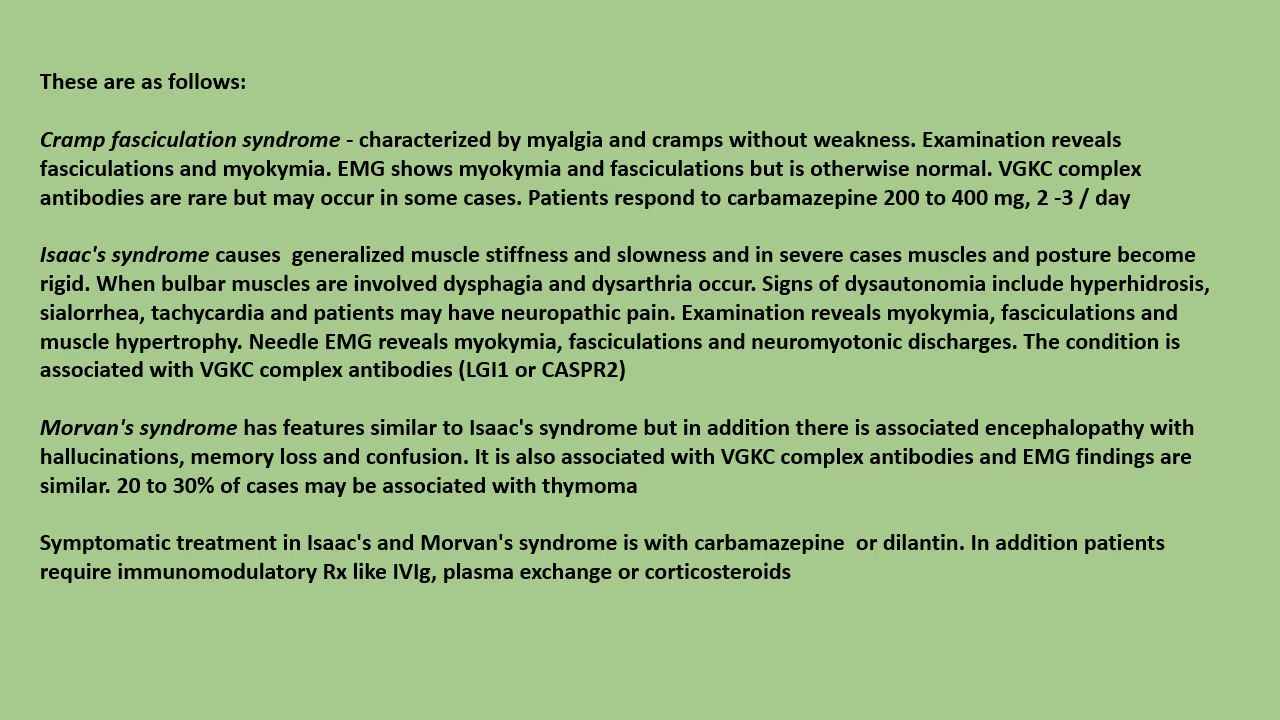 These are as follows:
Cramp fasciculation syndrome - characterized by myalgia and cramps without weakness. Examination reveals
fasciculations and myokymia. EMG shows myokymia and fasciculations but is otherwise normal. VGKC complex
antibodies are rare but may occur in some cases. Patients respond to carbamazepine 200 to 400 mg, 2 -3 / day
Isaac's syndrome causes  generalized muscle stiffness and slowness and in severe cases muscles and posture become
rigid. When bulbar muscles are involved dysphagia and dysarthria occur. Signs of dysautonomia include hyperhidrosis,
sialorrhea, tachycardia and patients may have neuropathic pain. Examination reveals myokymia, fasciculations and
muscle hypertrophy. Needle EMG reveals myokymia, fasciculations and neuromyotonic discharges. The condition is
associated with VGKC complex antibodies (LGI1 or CASPR2)
Morvan's syndrome has features similar to Isaac's syndrome but in addition there is associated encephalopathy with
hallucinations, memory loss and confusion. It is also associated with VGKC complex antibodies and EMG findings are
similar. 20 to 30% of cases may be associated with thymoma
Symptomatic treatment in Isaac's and Morvan's syndrome is with carbamazepine  or dilantin. In addition patients
require immunomodulatory Rx like IVIg, plasma exchange or corticosteroids